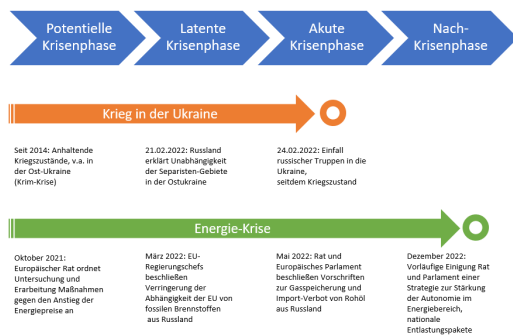 Potentielle Krisenphase
Latente Krisenphase
Akute Krisenphase
Nach-Krisenphase
Krieg in der Ukraine
Seit 2014: Anhaltende
Kriegszustände, v.a. in
der Ost-Ukraine
(Krim-Krise)
21.02.2022: Russland
erklärt Unabhängigkeit
der Separisten-Gebiete
in der Ostukraine
24.02.2022: Einfall
russischer Truppen in die
Ukraine,
seitdem Kriegszustand
Energie-Krise
Oktober 2021:
Europäischer Rat ordnet
Untersuchung und
Erarbeitung Maßnahmen
gegen den Anstieg der
Energiepreise an
März 2022: EU-
Regierungschefs
beschließen
Verringerung der
Abhängigkeit der EU von
fossilen Brennstoffen
aus Russland
Mai 2022: Rat und
Europäisches Parlament
beschließen Vorschriften
zur Gasspeicherung und
Import-Verbot von Rohöl
aus Russland
Dezember 2022:
Vorläufige Einigung Rat
und Parlament einer
Strategie zur Stärkung
der Autonomie im
Energiebereich,
nationale
Entlastungspakete